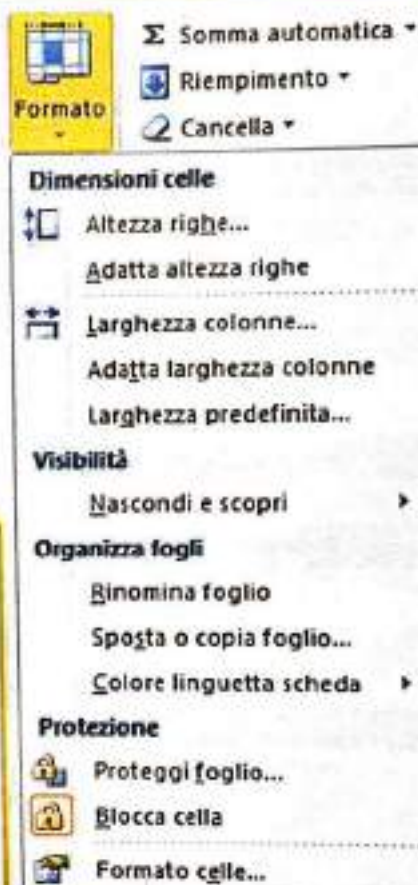 Σ Somma automatica
Riempimento
Formato
Cancella
Dimensioni celle
Altezza righe...
Adatta altezza righe
Larghezza colonne...
Adatta larghezza colonne
Larghezza predefinita...
Visibilità
Nascondi e scopri
Organizza fogli
Rinomina foglio
Sposta o copia foglio...
Colore linguetta scheda
Protezione
Proteggi foglio...
Blocca cella
Formato celle...